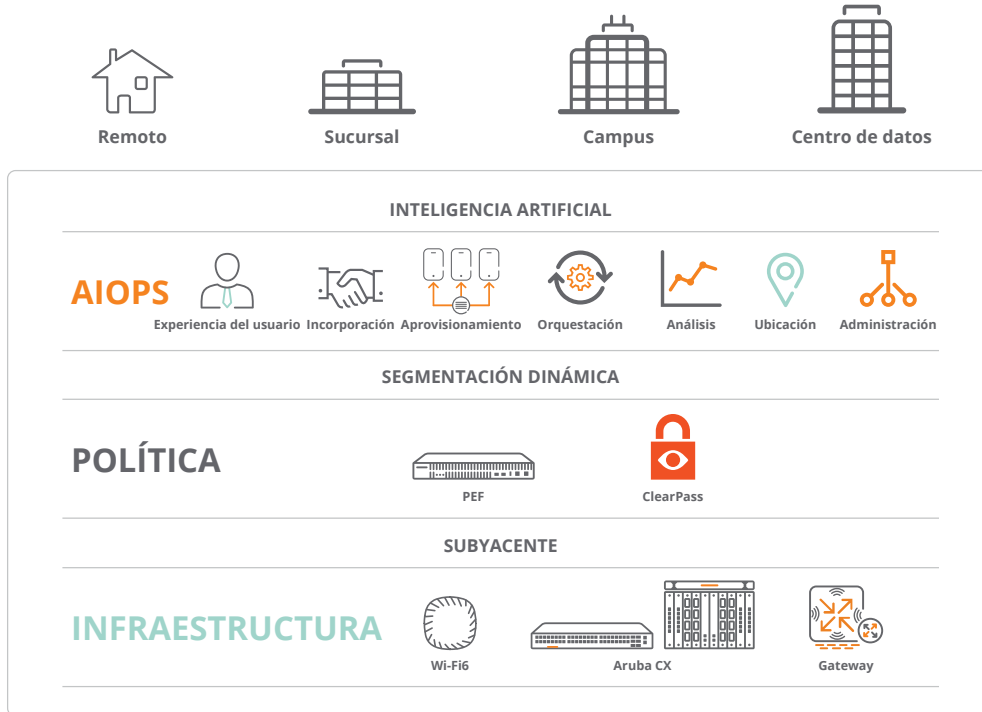 Remoto
Sucursal
Campus
Centro de datos
INTELIGENCIA ARTIFICIAL
AIOPS
Experiencia del usuario
Incorporación
Aprovisionamiento
Orquestación
Análisis
Ubicación
Administración
SEGMENTACIÓN DINÁMICA
POLÍTICA
PEF
ClearPass
SUBYACENTE
INFRAESTRUCTURA
Wi-Fi6
Aruba CX
Gateway